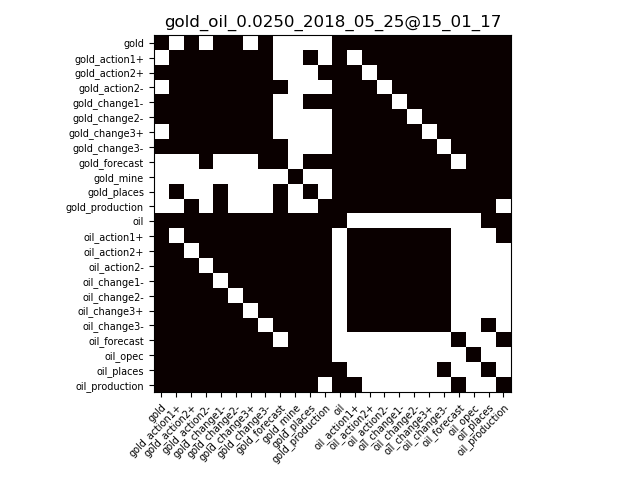 gold_oil_0.0250_2018_05_25@15_01_17
gold
gold_action1+
gold_action2+
gold_action2-
gold_change1-
gold_change2-
gold_change3+
gold_change3-
gold_forecast
gold_mine
gold_places
gold_production
oil
oil_action1+
oil_action2+
oil_action2-
oil_change1-
oil_change2-
oil_change3+
oil_change3-
oil_forecast
oil_opec
oil_places
oil_production
gold
gold_action1+
gold_action2+
gold_action2-
gold_change1-
gold_change2-
gold_change3+
gold_change3-
gold_forecast
gold_mine
gold_places
gold_production
oil
oil_action1+
oil_action2+
oil_action2-
oil_change1-
oil_change2-
oil_change3+
oil_change3-
oil_forecast
oil_opec
oil_places
oil_production